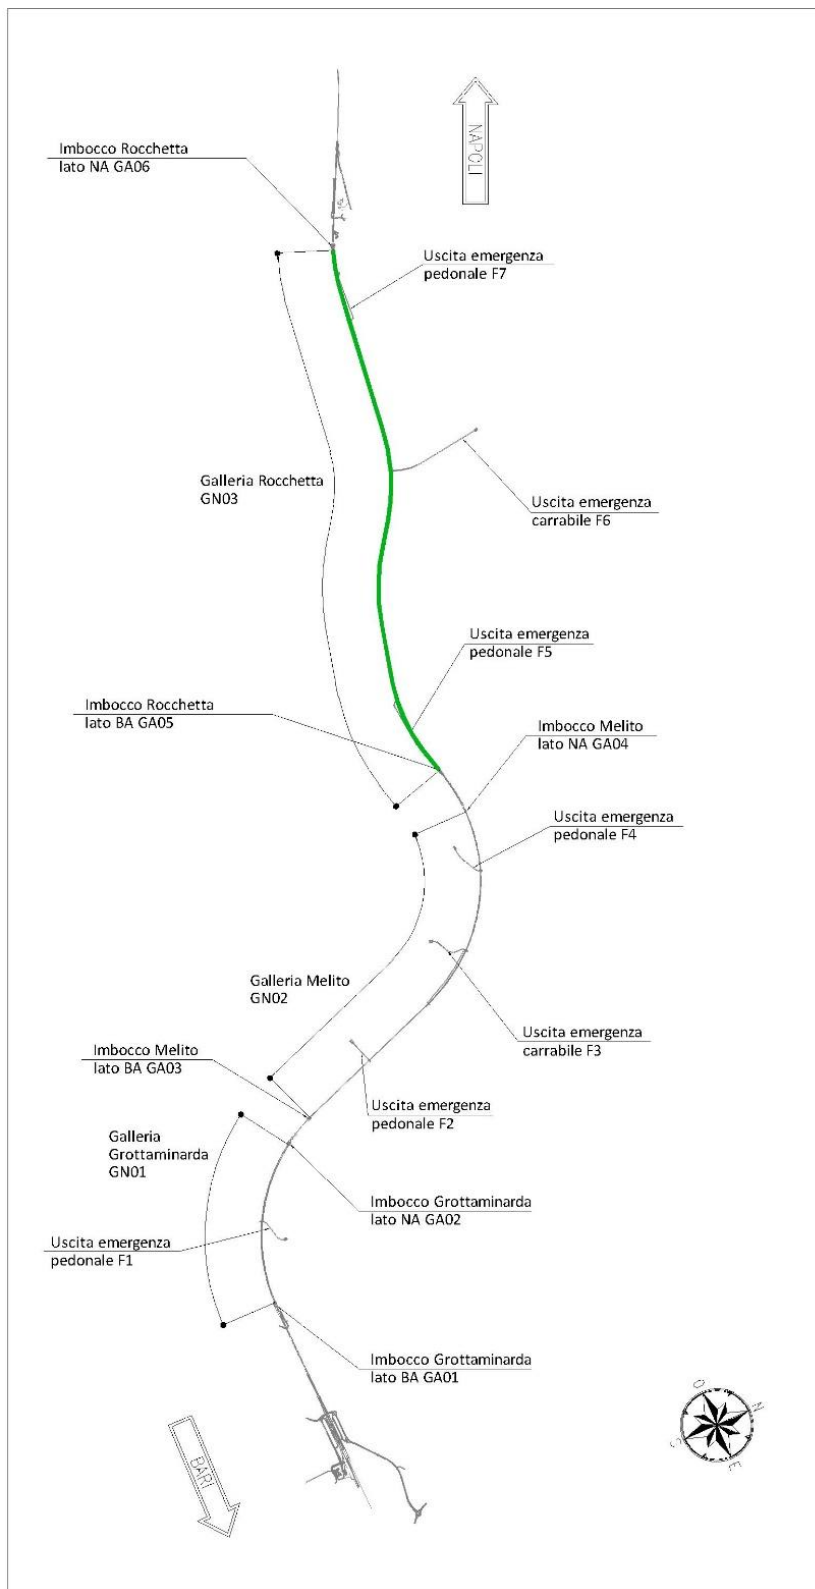 NAPOLI
Imbocco Rocchetta
lato NA GA06
Uscita emergenza
pedonale F7
Galleria Rocchetta
GN03
Uscita emergenza
carrabile F6
Uscita emergenza
pedonale F5
Imbocco Rocchetta
lato BA GA05
Imbocco Melito
lato NA GA04
Uscita emergenza
pedonale F4
Galleria Melito
GN02
Uscita emergenza
carrabile F3
Imbocco Melito
lato BA GA03
Uscita emergenza
pedonale F2
Galleria
Grottaminarda
GN01
Imbocco Grottaminarda
lato NA GA02
Uscita emergenza
pedonale F1
Imbocco Grottaminarda
lato BA GA01
BARI
O
N
S
E